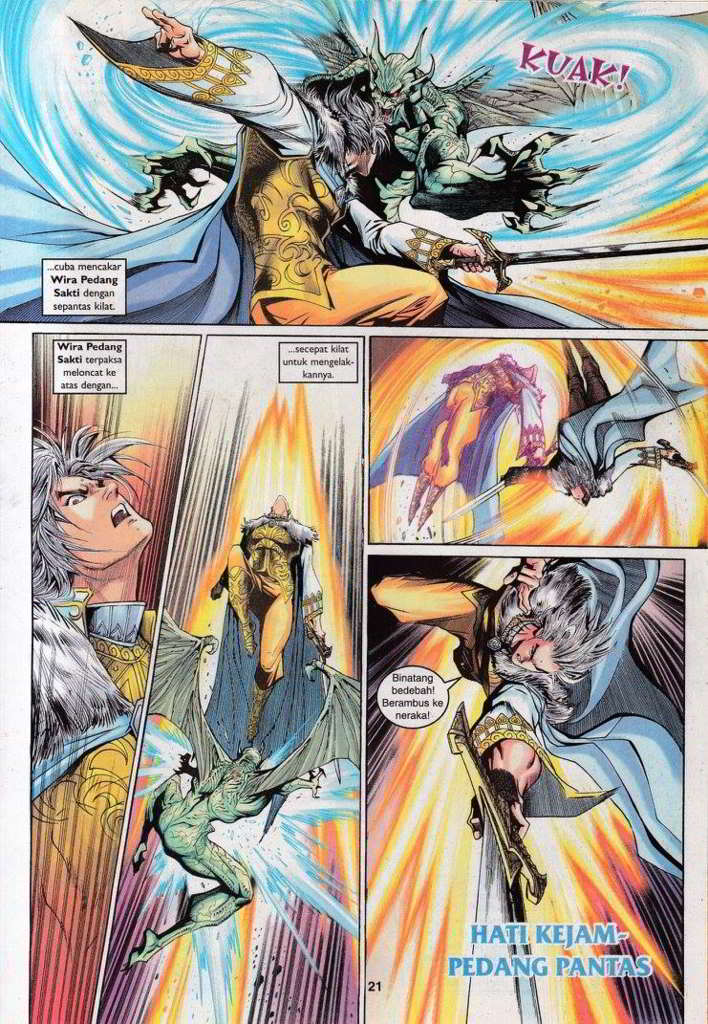 KUAK!
...cuba mencakar
Wira Pedang
Sakti dengan
sepantas kilat.
Wira Pedang
Sakti terpaksa
meloncat ke
atas dengan...
...secepat kilat
untuk mengelak-
kannya.
Binatang
bedebah!
Berambus ke
neraka!
HATI KEJAM-
PEDANG PANTAS
21